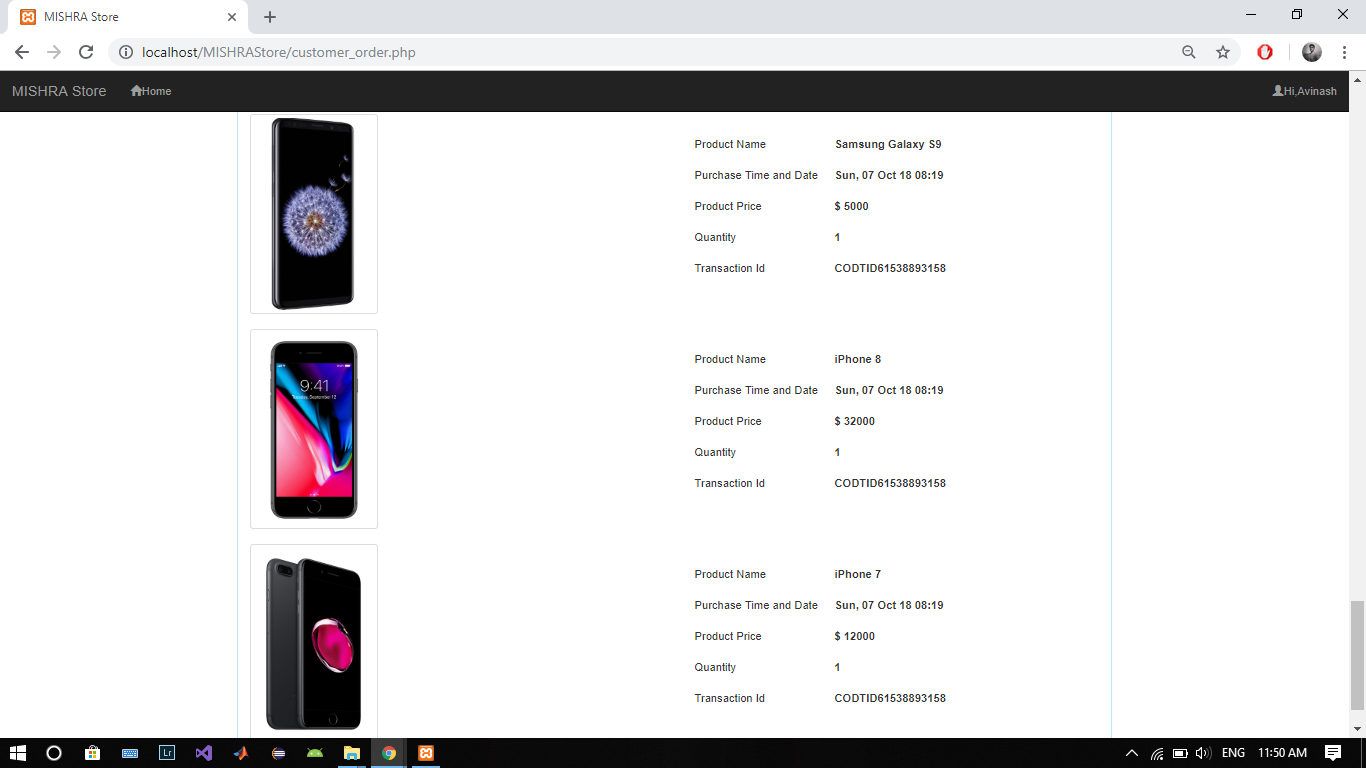 MISHRA Store
localhost/MISHRAStore/customer_order.php
MISHRA Store Home Hi,Avinash
Product Name Samsung Galaxy S9
Purchase Time and Date Sun, 07 Oct 18 08:19
Product Price $ 5000
Quantity 1
Transaction Id CODTID61538893158
9:41
Tuesday, September 12
Product Name iPhone 8
Purchase Time and Date Sun, 07 Oct 18 08:19
Product Price $ 32000
Quantity 1
Transaction Id CODTID61538893158
Product Name iPhone 7
Purchase Time and Date Sun, 07 Oct 18 08:19
Product Price $ 12000
Quantity 1
Transaction Id CODTID61538893158
Lr ENG 11:50 AM